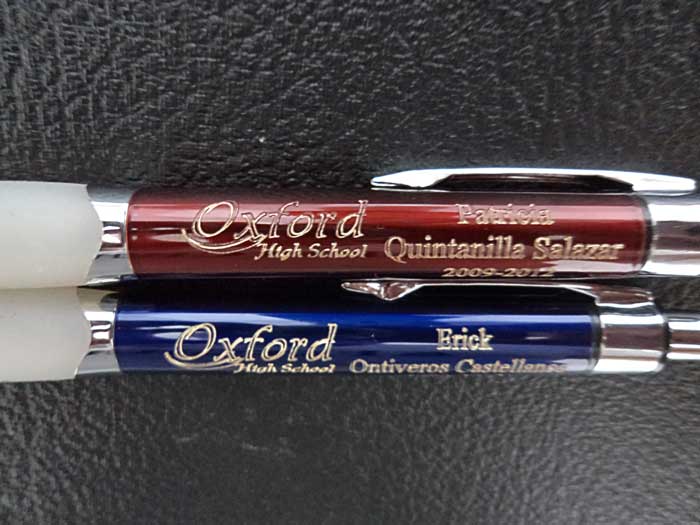 Oxford
High School
Patricia
Quintanilla Salazar
2009-2012
Oxford
High School
Erick
Ontiveros Castellanos